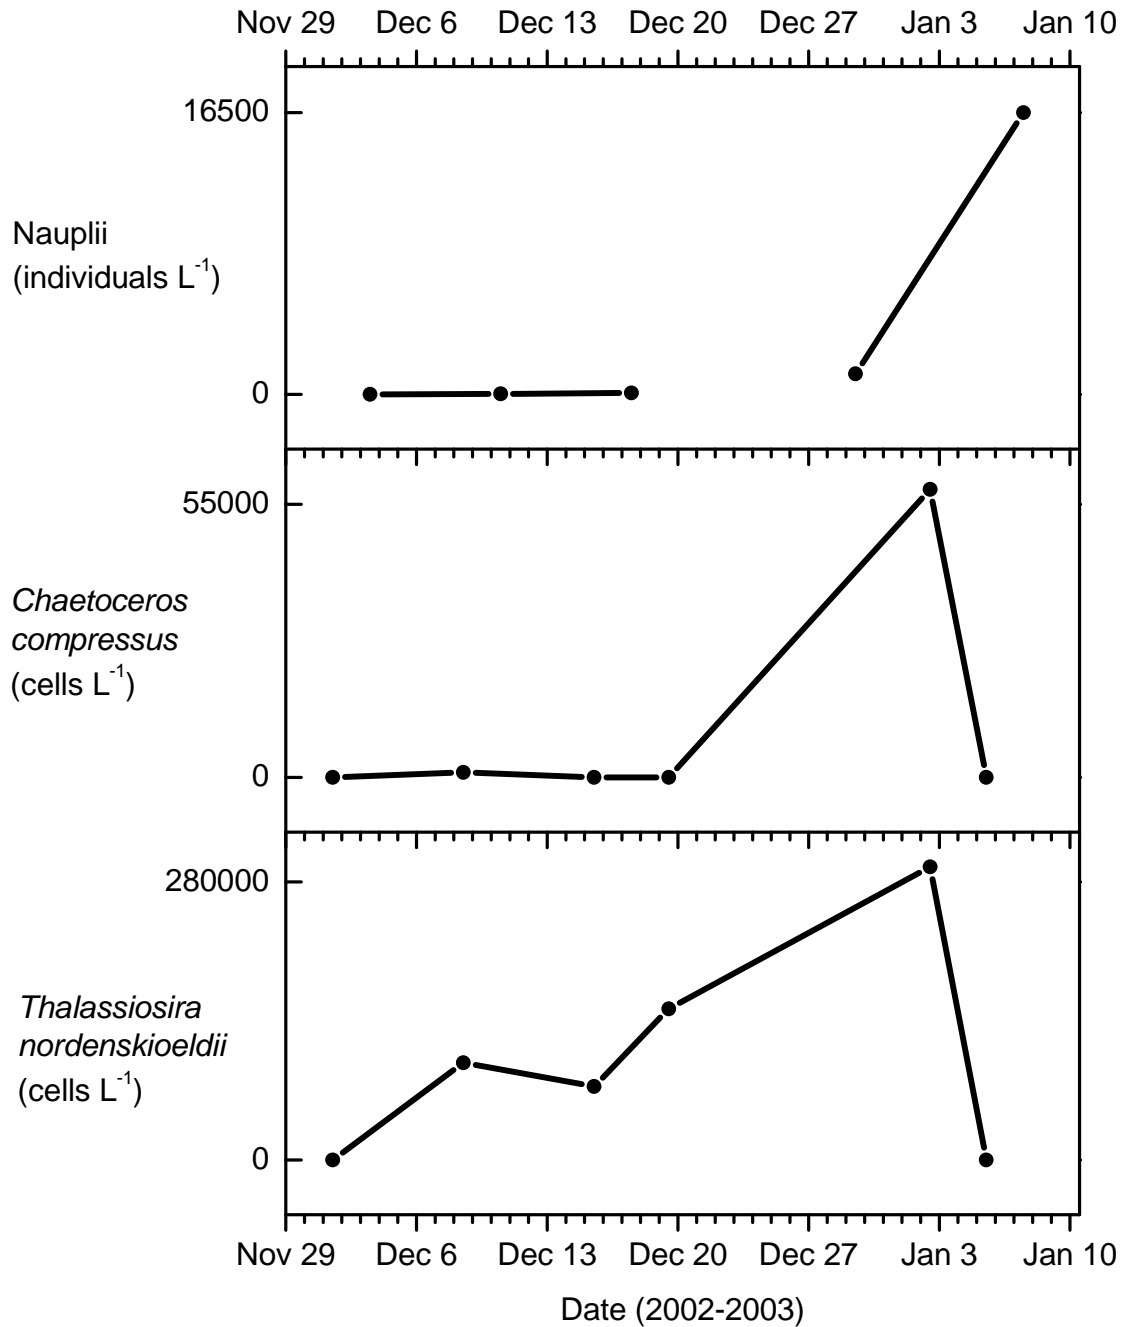 Nov 29 Dec 6 Dec 13 Dec 20 Dec 27 Jan 3 Jan 10
16500
Nauplii
(individuals L⁻¹)
0
55000
Chaetoceros
compressus
(cells L⁻¹)
0
280000
Thalassiosira
nordenskioeldii
(cells L⁻¹)
0
Nov 29 Dec 6 Dec 13 Dec 20 Dec 27 Jan 3 Jan 10
Date (2002-2003)